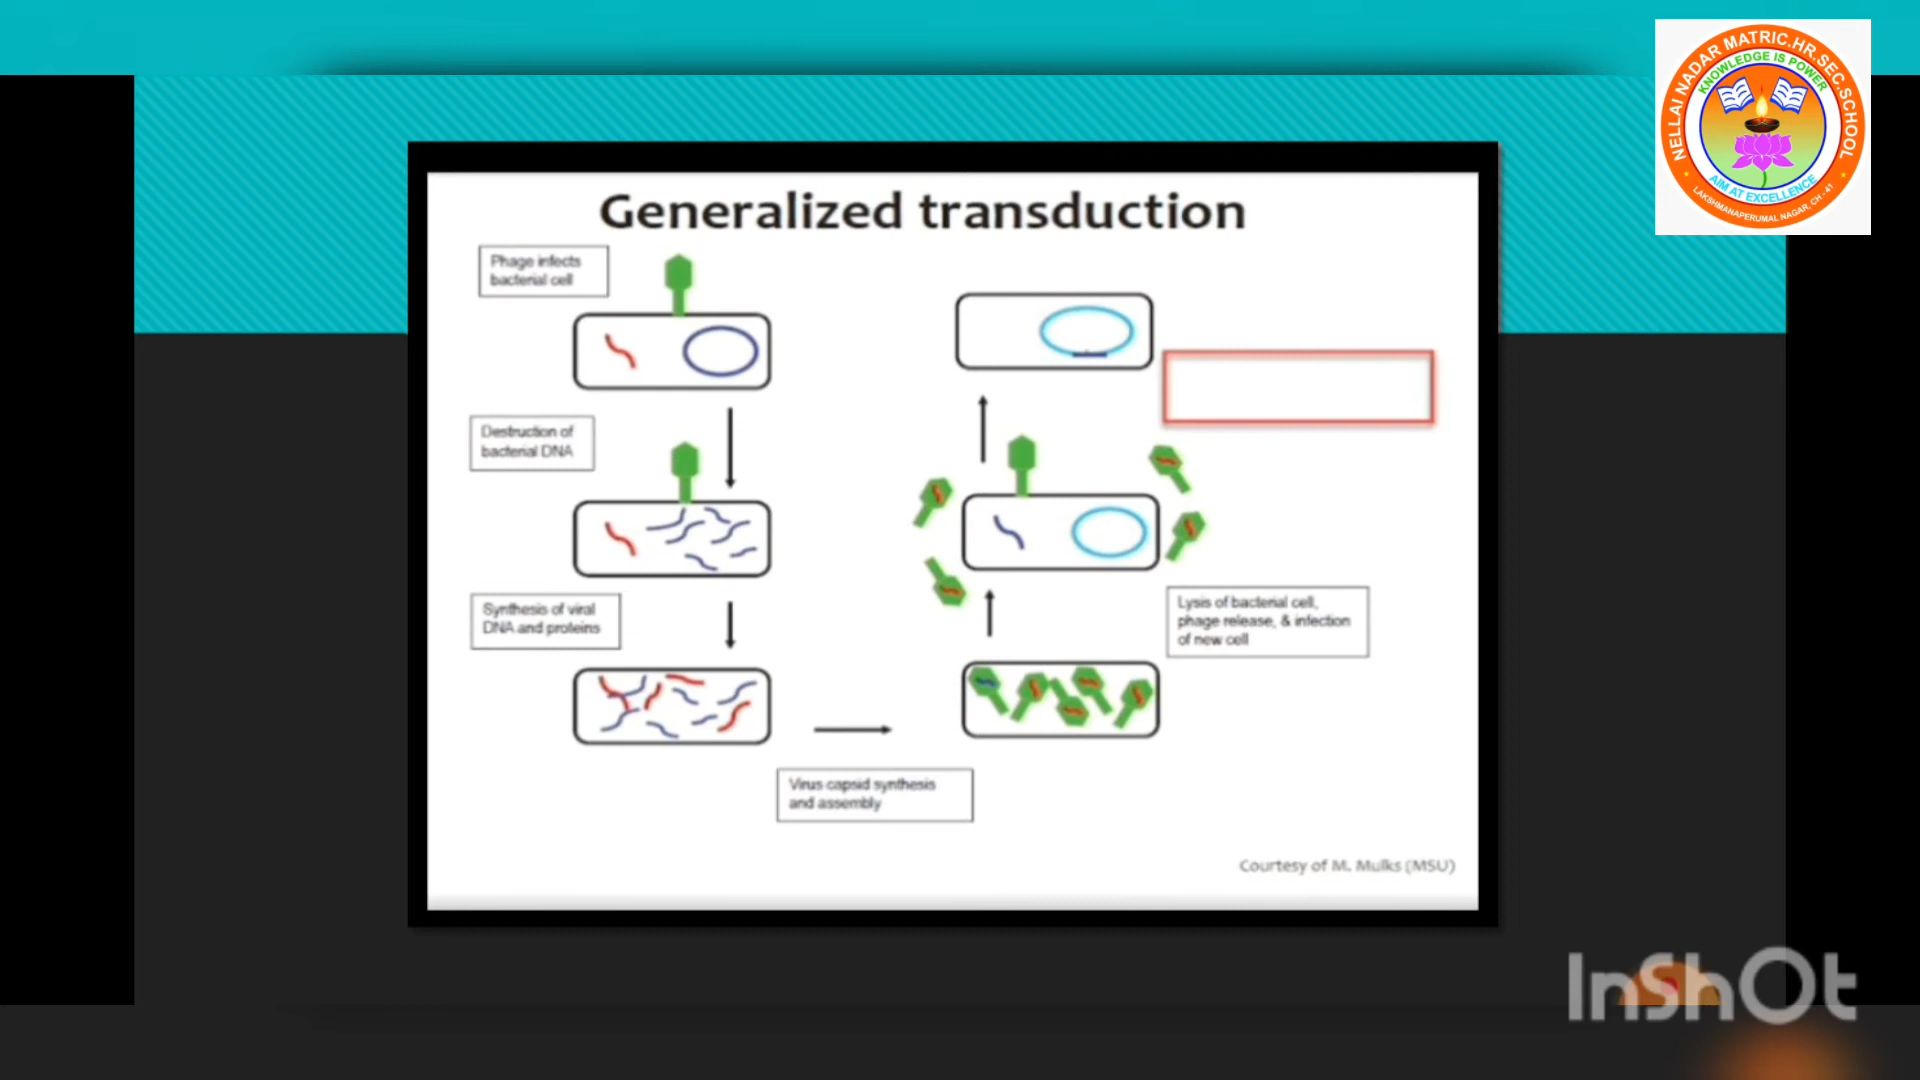 NELLAI NADAR MATRIC.HR.SEC.SCHOOL
KNOWLEDGE IS POWER
AIM AT EXCELLENCE
LAKSHMANAPERUMAL NAGAR, CH - 41
Generalized transduction
Phage infects
bacterial cell
Destruction of
bacterial DNA
Synthesis of viral
DNA and proteins
Virus capsid synthesis
and assembly
Lysis of bacterial cell,
phage release, & infection
of new cell
Courtesy of M. Mulks (MSU)
InShOt